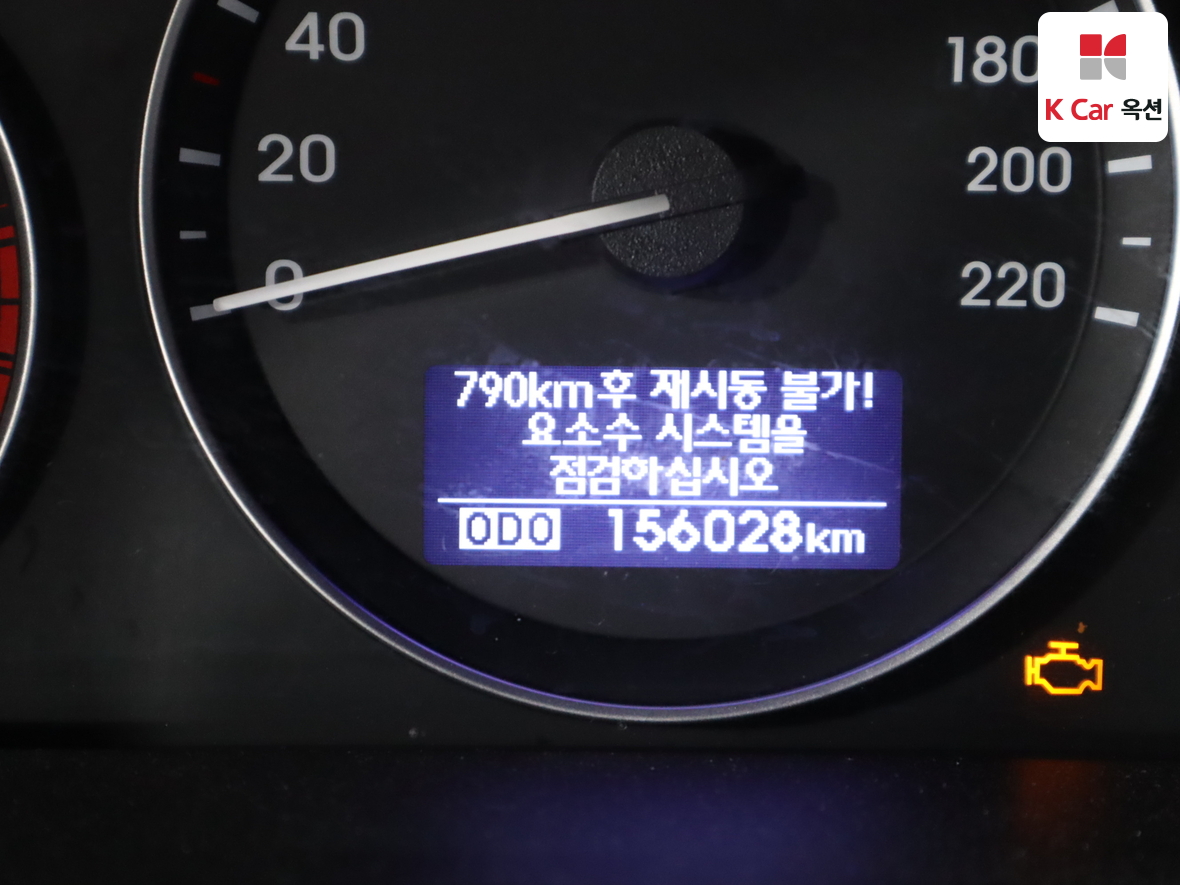 40
180
K Car 옥션
20
200
0
220
790km후 재시동 불가!
요소수 시스템을
점검하십시오
ODO 156028km